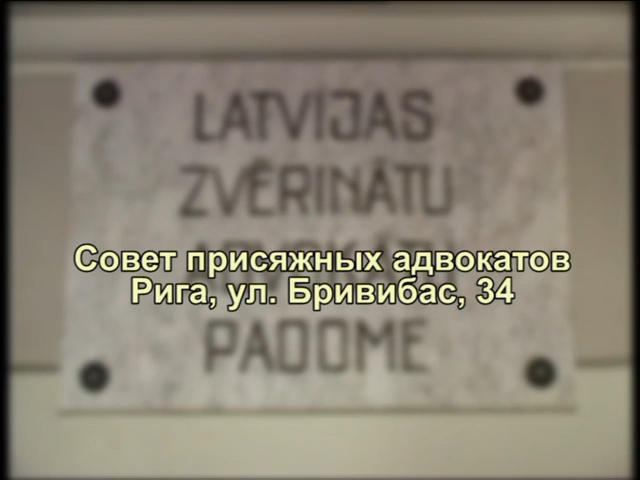 LATVIJAS
ZVĒRINĀTU
Совет присяжных адвокатов
Рига, ул. Бривибас, 34
PADOME